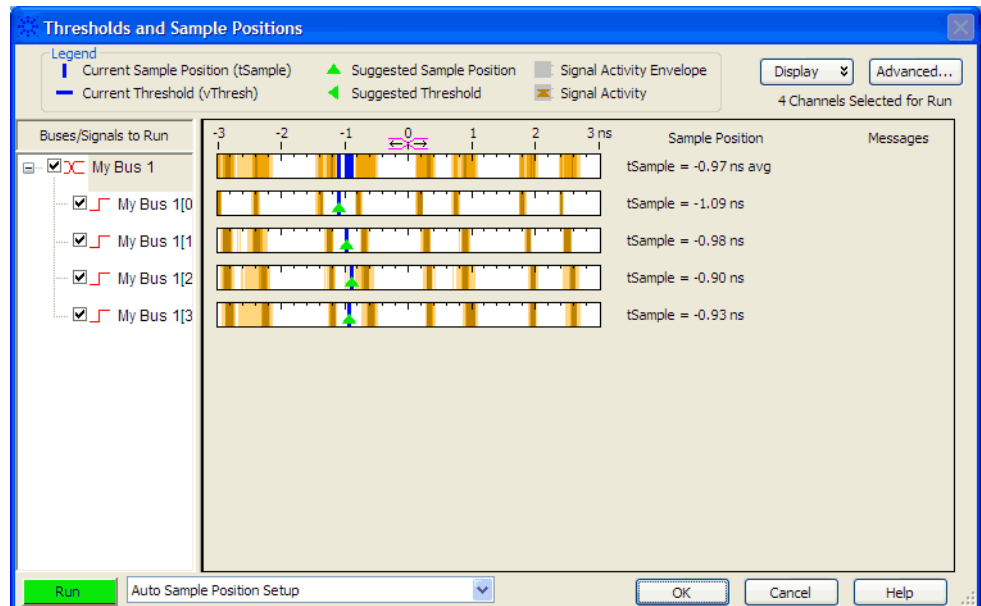 Thresholds and Sample Positions
Legend
Current Sample Position (tSample)
Suggested Sample Position
Signal Activity Envelope
Current Threshold (vThresh)
Suggested Threshold
Signal Activity
Display
Advanced...
4 Channels Selected for Run
Buses/Signals to Run
-3 -2 -1 0 1 2 3 ns
Sample Position
Messages
My Bus 1
tSample = -0.97 ns avg
My Bus 1[0
tSample = -1.09 ns
My Bus 1[1
tSample = -0.98 ns
My Bus 1[2
tSample = -0.90 ns
My Bus 1[3
tSample = -0.93 ns
Run
Auto Sample Position Setup
OK
Cancel
Help